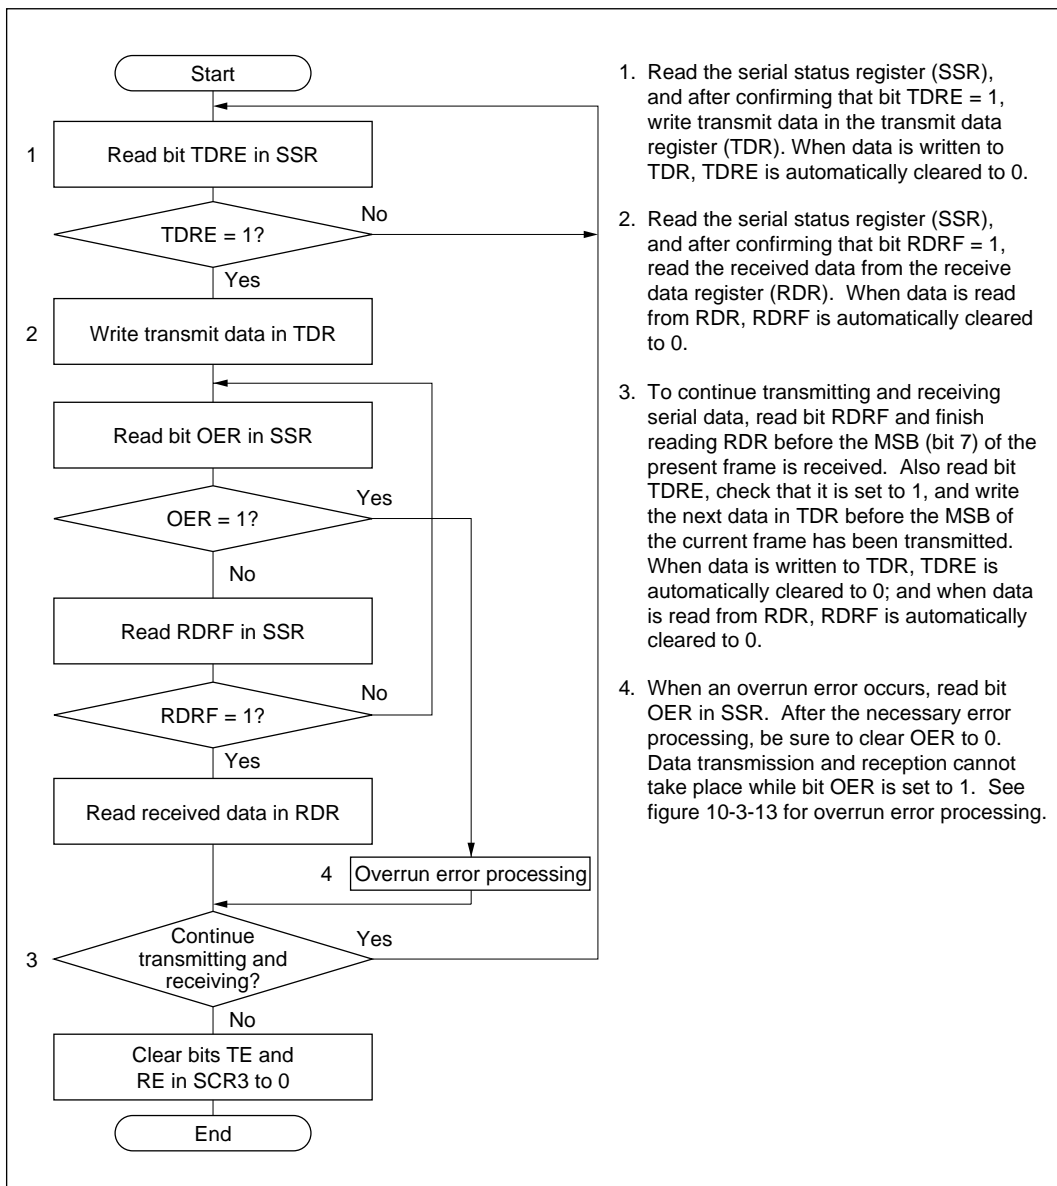 Start
1
Read bit TDRE in SSR
No
TDRE = 1?
Yes
2
Write transmit data in TDR
Read bit OER in SSR
Yes
OER = 1?
No
Read RDRF in SSR
No
RDRF = 1?
Yes
Read received data in RDR
4
Overrun error processing
Continue
transmitting and
receiving?
Yes
3
No
Clear bits TE and
RE in SCR3 to 0
End
1. Read the serial status register (SSR),
and after confirming that bit TDRE = 1,
write transmit data in the transmit data
register (TDR). When data is written to
TDR, TDRE is automatically cleared to 0.
2. Read the serial status register (SSR),
and after confirming that bit RDRF = 1,
read the received data from the receive
data register (RDR). When data is read
from RDR, RDRF is automatically cleared
to 0.
3. To continue transmitting and receiving
serial data, read bit RDRF and finish
reading RDR before the MSB (bit 7) of the
present frame is received. Also read bit
TDRE, check that it is set to 1, and write
the next data in TDR before the MSB of
the current frame has been transmitted.
When data is written to TDR, TDRE is
automatically cleared to 0; and when data
is read from RDR, RDRF is automatically
cleared to 0.
4. When an overrun error occurs, read bit
OER in SSR. After the necessary error
processing, be sure to clear OER to 0.
Data transmission and reception cannot
take place while bit OER is set to 1. See
figure 10-3-13 for overrun error processing.